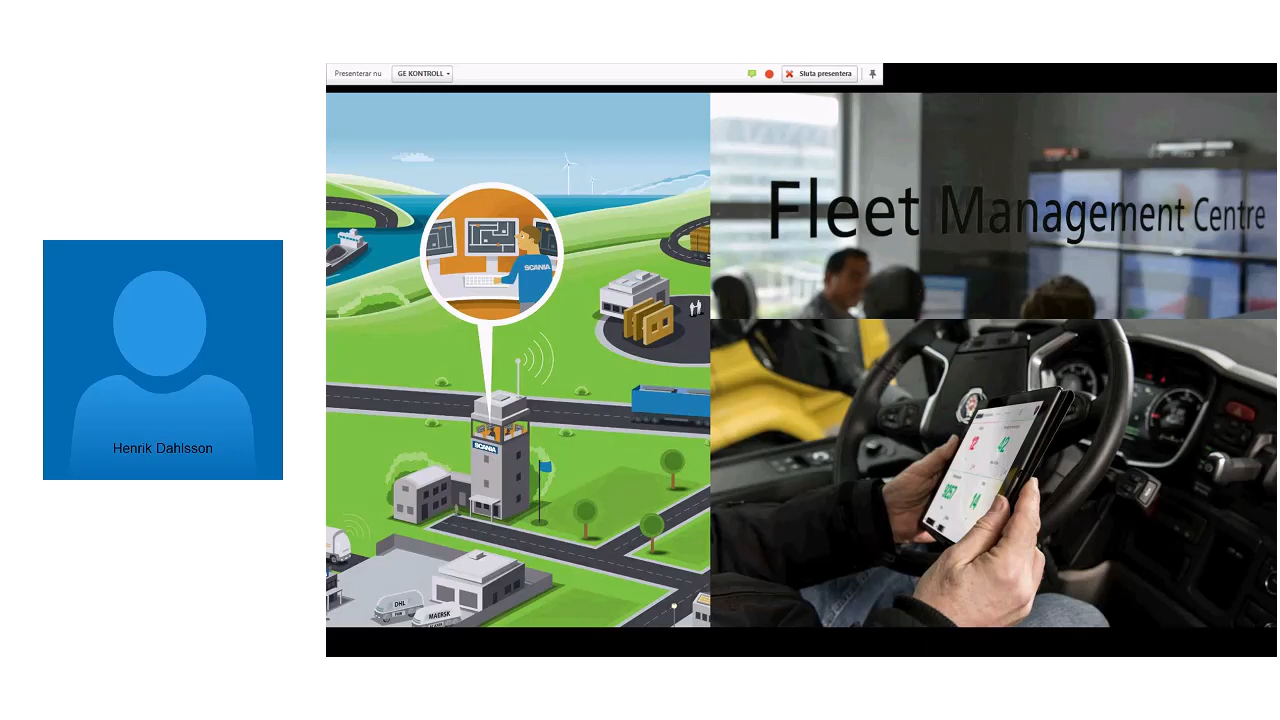 Presenterar nu
GE KONTROLL
Sluta presentera
Fleet Management Centre
SCANIA
SCANIA
Henrik Dahlsson
DHL
MAERSK